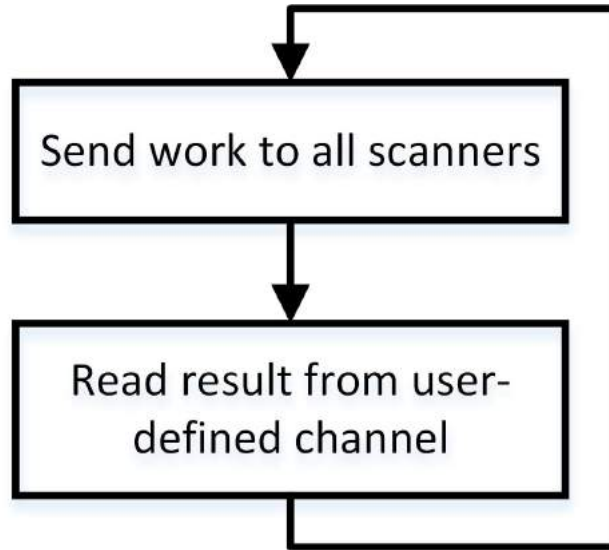 Send work to all scanners
Read result from user-
defined channel